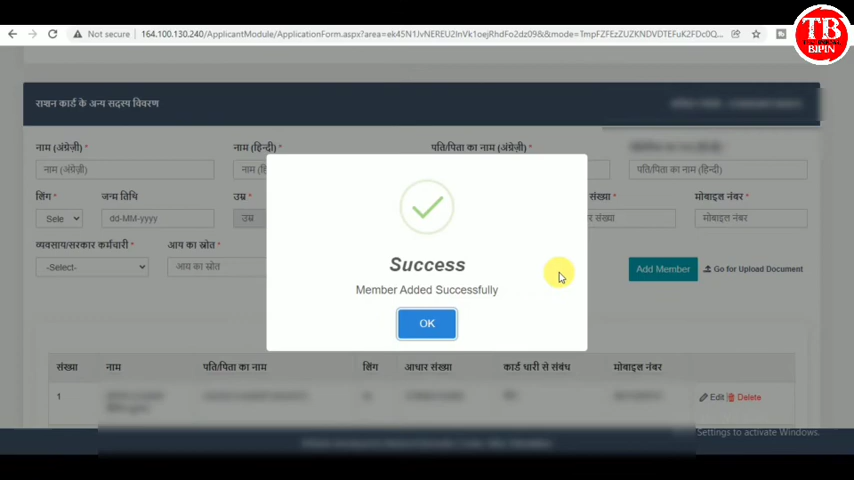 Not secure 164.100.130.240/ApplicantModule/ApplicationForm.aspx?area=ek45N1JvNEREU2lnVk1oejRhdFo2dz09&&mode=TmpFZFEzZUZKNDVDTEFuK2FDc0Q...
TB
BIPIN
राशन कार्ड के अन्य सदस्य विवरण
नाम (अंग्रेज़ी) * नाम (हिन्दी) * पति/पिता का नाम (अंग्रेज़ी) *
नाम (अंग्रेज़ी) पति/पिता का नाम (हिन्दी)
लिंग * जन्म तिथि उम्र * संख्या * मोबाइल नंबर *
Sele dd-MM-yyyy उम्र संख्या मोबाइल नंबर
व्यवसाय/सरकार कर्मचारी * आय का स्रोत *
-Select- आय का स्रोत Add Member Go for Upload Document
Success
Member Added Successfully
OK
संख्या नाम पति/पिता का नाम लिंग आधार संख्या कार्ड धारी से संबंध मोबाइल नंबर
1 Edit Delete
Settings to activate Windows.